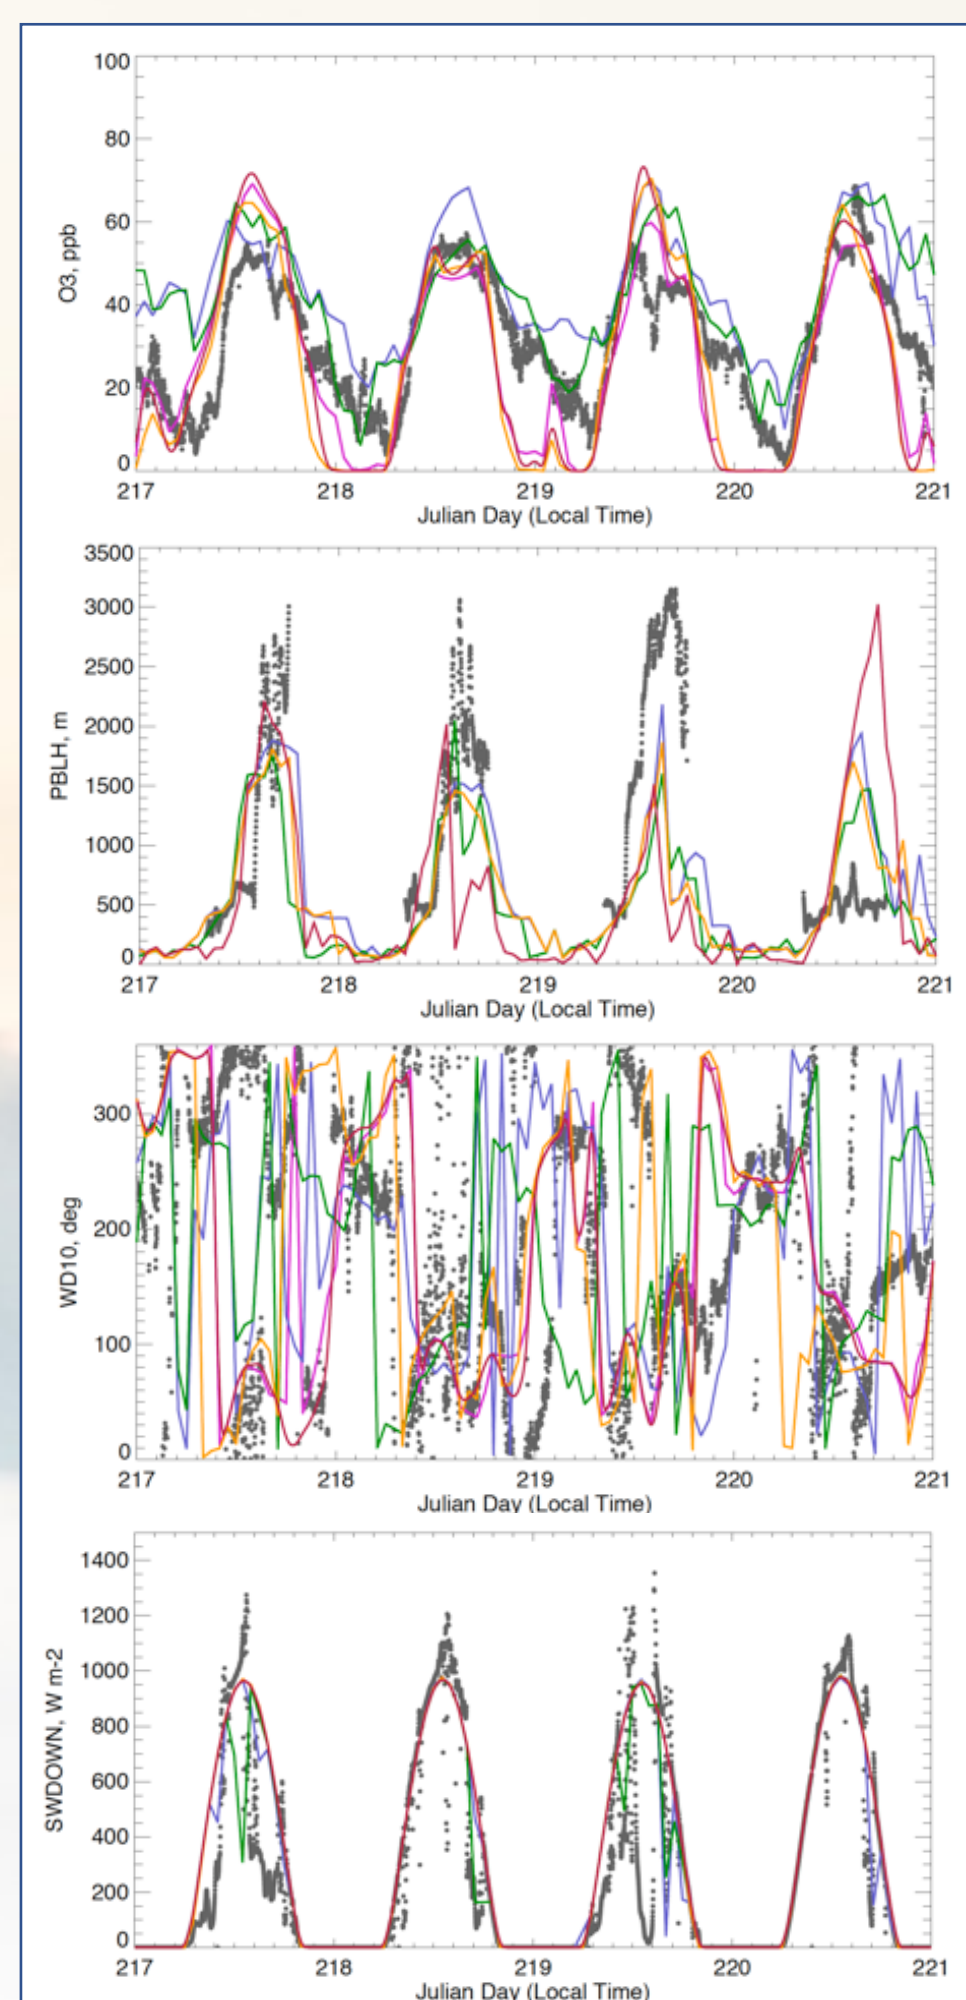 100
80
60
40
20
0
O3, ppb
217 218 219 220 221
Julian Day (Local Time)
3500
3000
2500
2000
1500
1000
500
0
PBLH, m
217 218 219 220 221
Julian Day (Local Time)
300
200
100
0
WD10, deg
217 218 219 220 221
Julian Day (Local Time)
1400
1200
1000
800
600
400
200
0
SWDOWN, W m-2
217 218 219 220 221
Julian Day (Local Time)